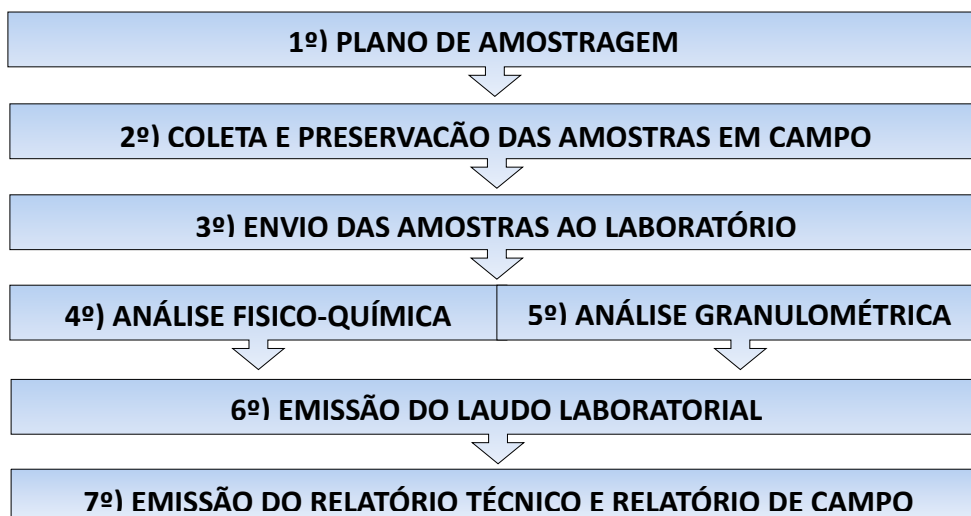 1º) PLANO DE AMOSTRAGEM
2º) COLETA E PRESERVACÃO DAS AMOSTRAS EM CAMPO
3º) ENVIO DAS AMOSTRAS AO LABORATÓRIO
4º) ANÁLISE FISICO-QUÍMICA
5º) ANÁLISE GRANULOMÉTRICA
6º) EMISSÃO DO LAUDO LABORATORIAL
7º) EMISSÃO DO RELATÓRIO TÉCNICO E RELATÓRIO DE CAMPO